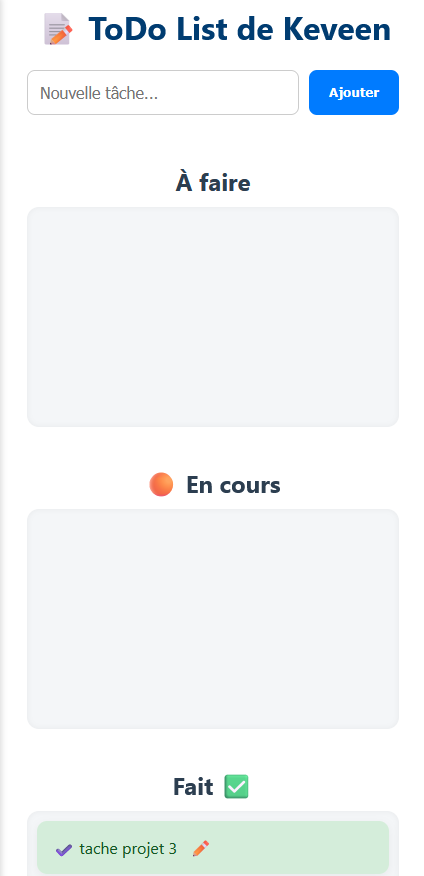 ToDo List de Keveen
Nouvelle tâche...
Ajouter
À faire
En cours
Fait
tache projet 3